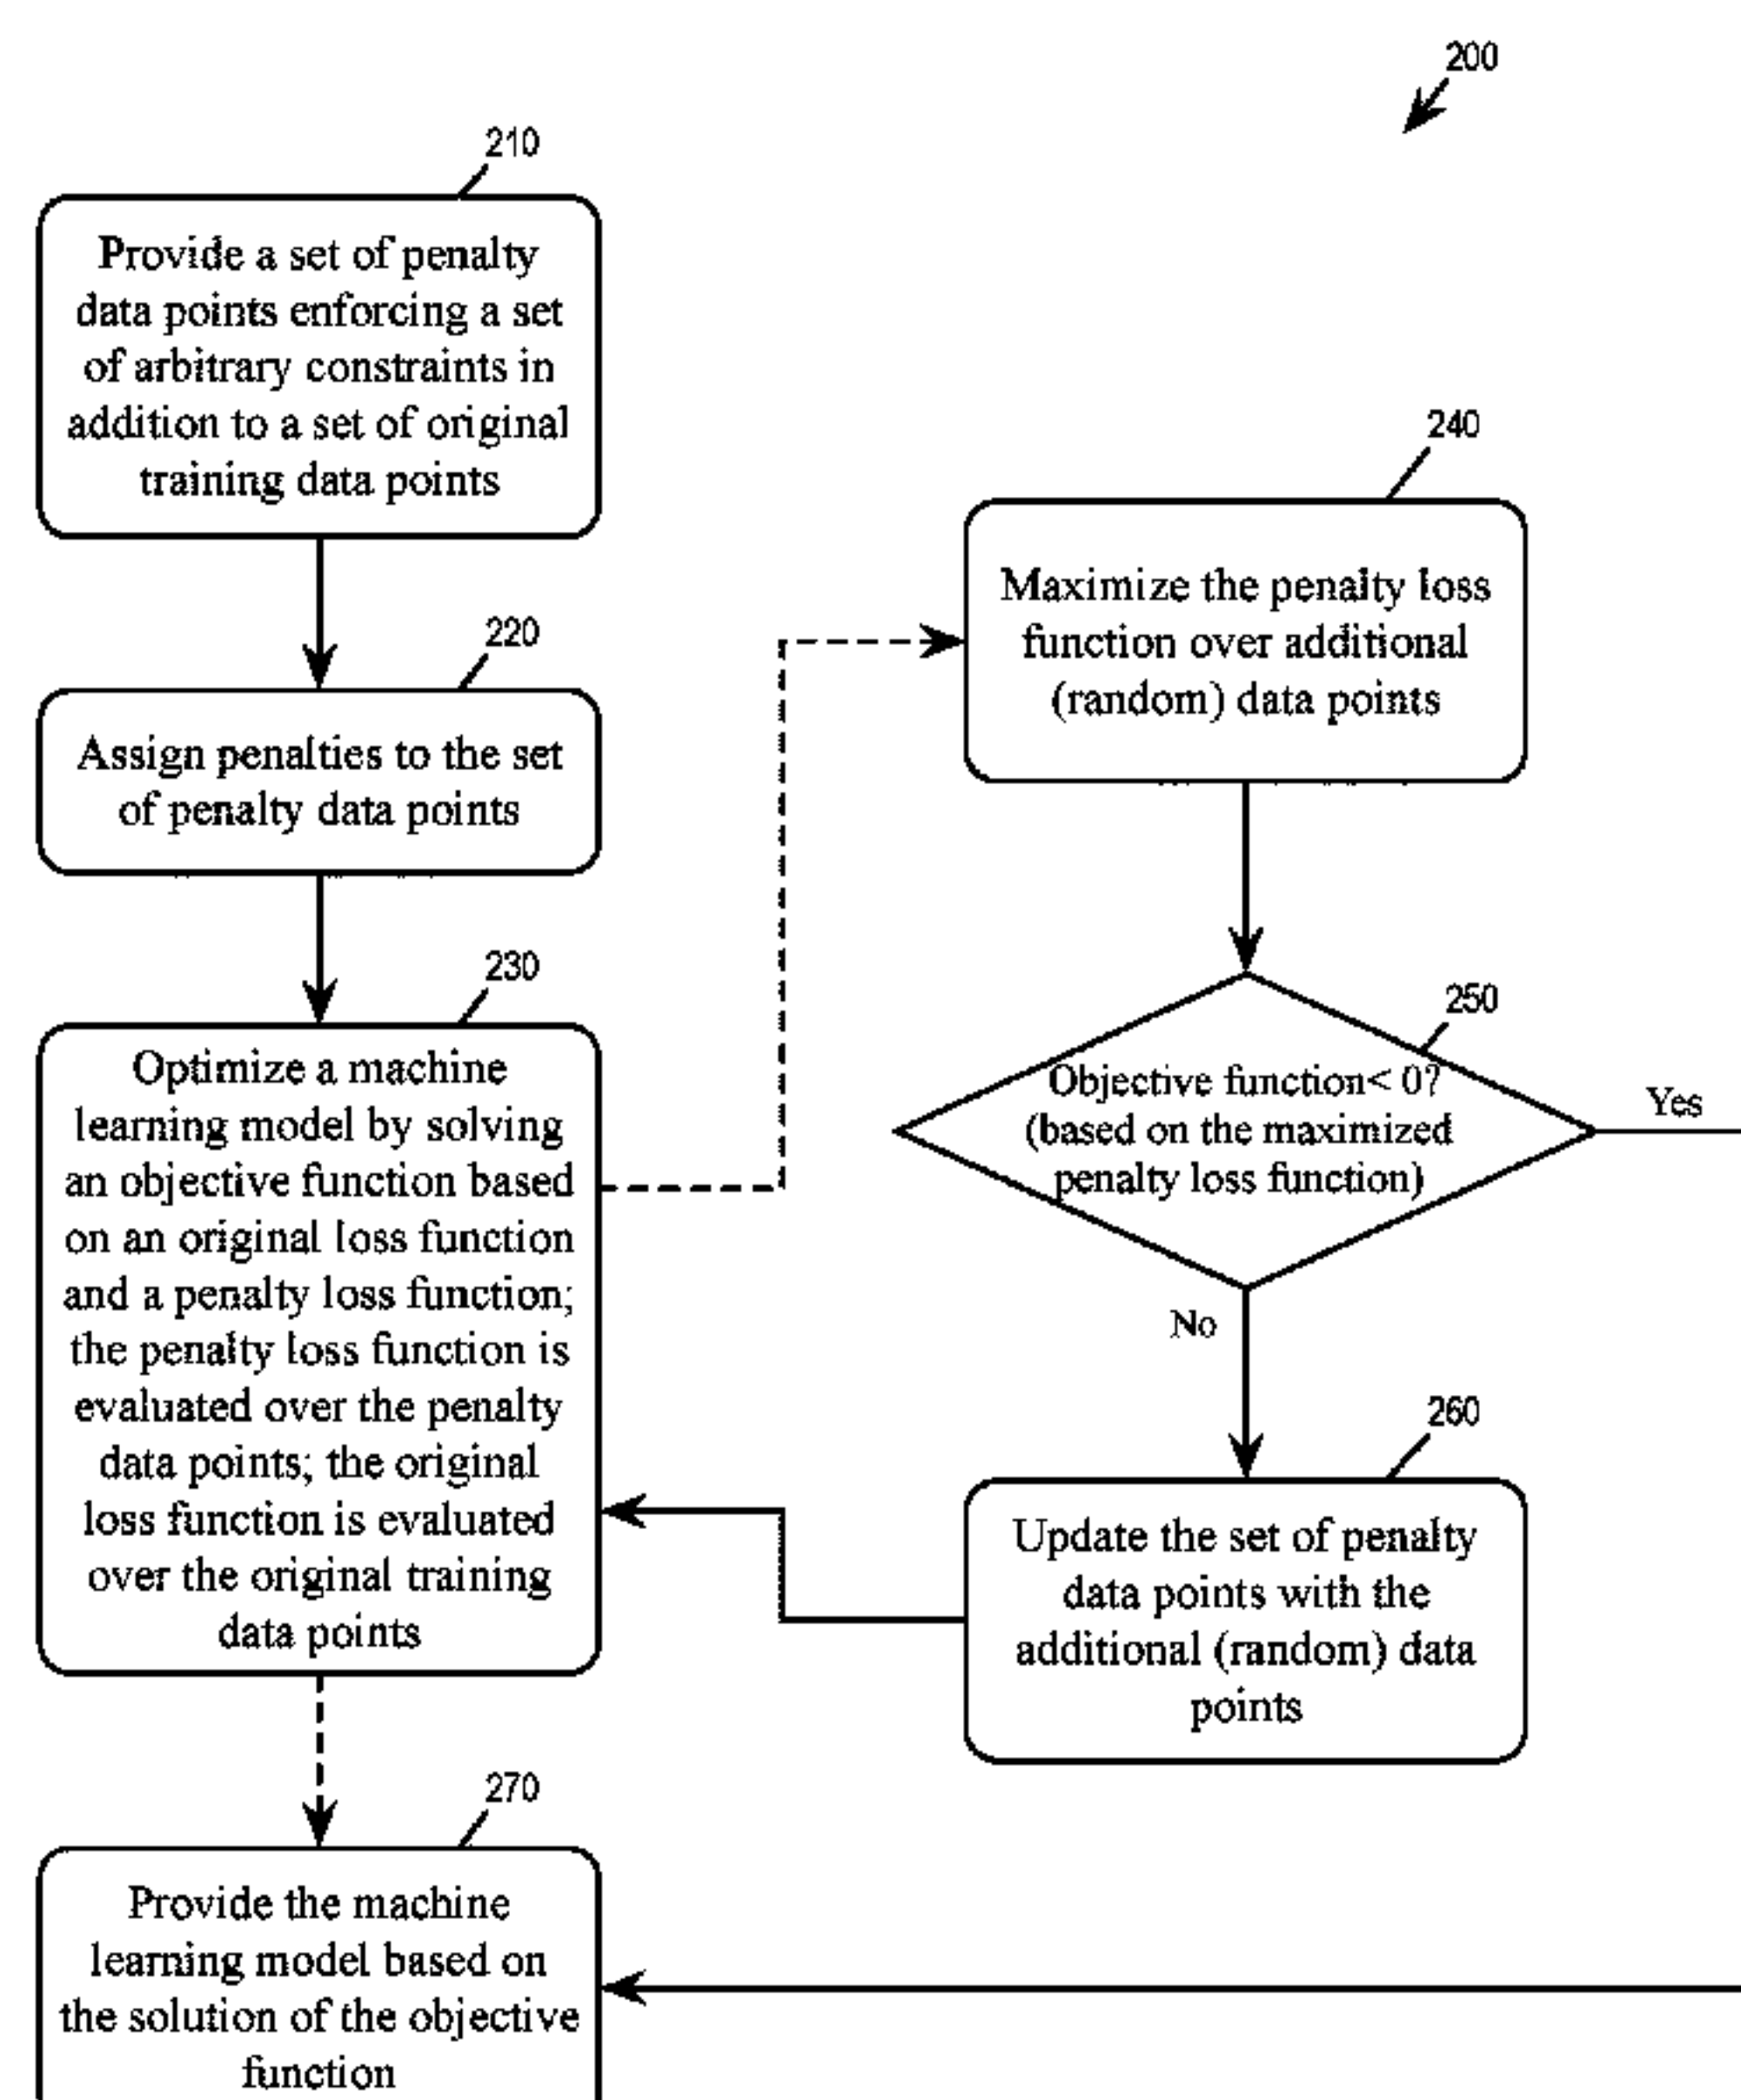 200
210
Provide a set of penalty
data points enforcing a set
of arbitrary constraints in
addition to a set of original
training data points
220
Assign penalties to the set
of penalty data points
230
Optimize a machine
learning model by solving
an objective function based
on an original loss function
and a penalty loss function;
the penalty loss function is
evaluated over the penalty
data points; the original
loss function is evaluated
over the original training
data points
240
Maximize the penalty loss
function over additional
(random) data points
250
Objective function< 0?
(based on the maximized
penalty loss function)
Yes
No
260
Update the set of penalty
data points with the
additional (random) data
points
270
Provide the machine
learning model based on
the solution of the objective
function